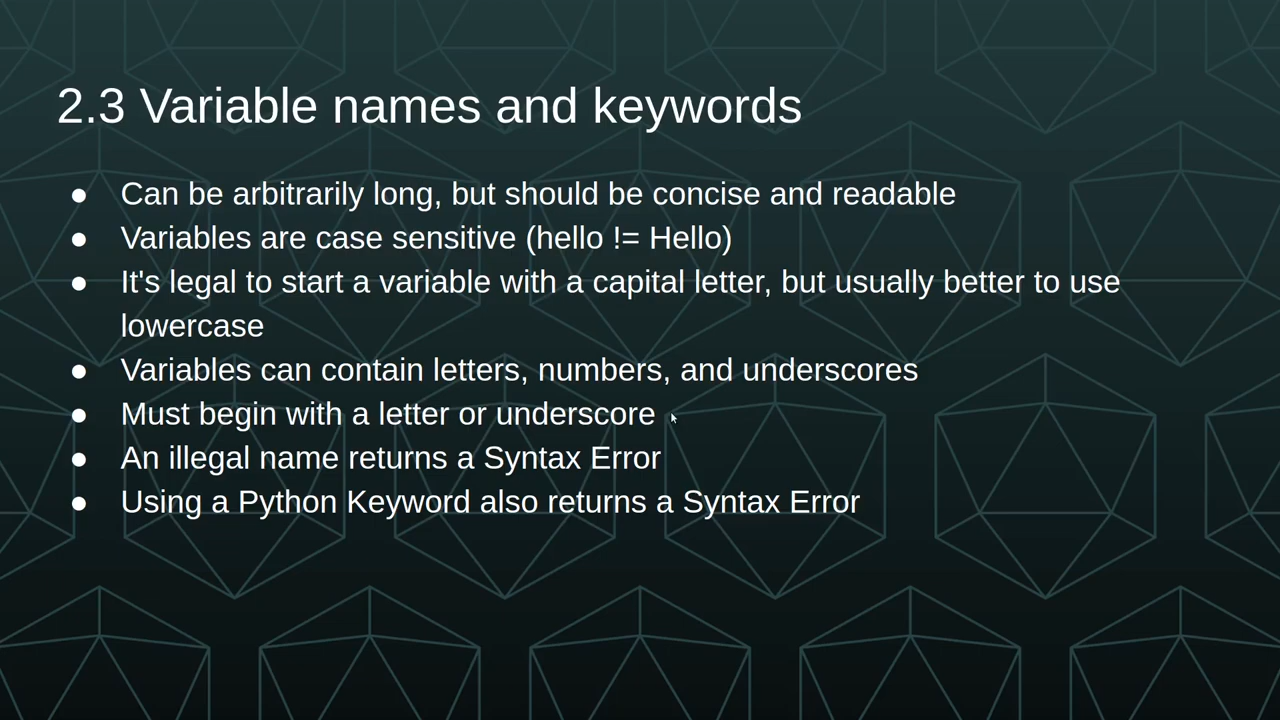 2.3 Variable names and keywords
● Can be arbitrarily long, but should be concise and readable
● Variables are case sensitive (hello != Hello)
● It's legal to start a variable with a capital letter, but usually better to use
lowercase
● Variables can contain letters, numbers, and underscores
● Must begin with a letter or underscore
● An illegal name returns a Syntax Error
● Using a Python Keyword also returns a Syntax Error